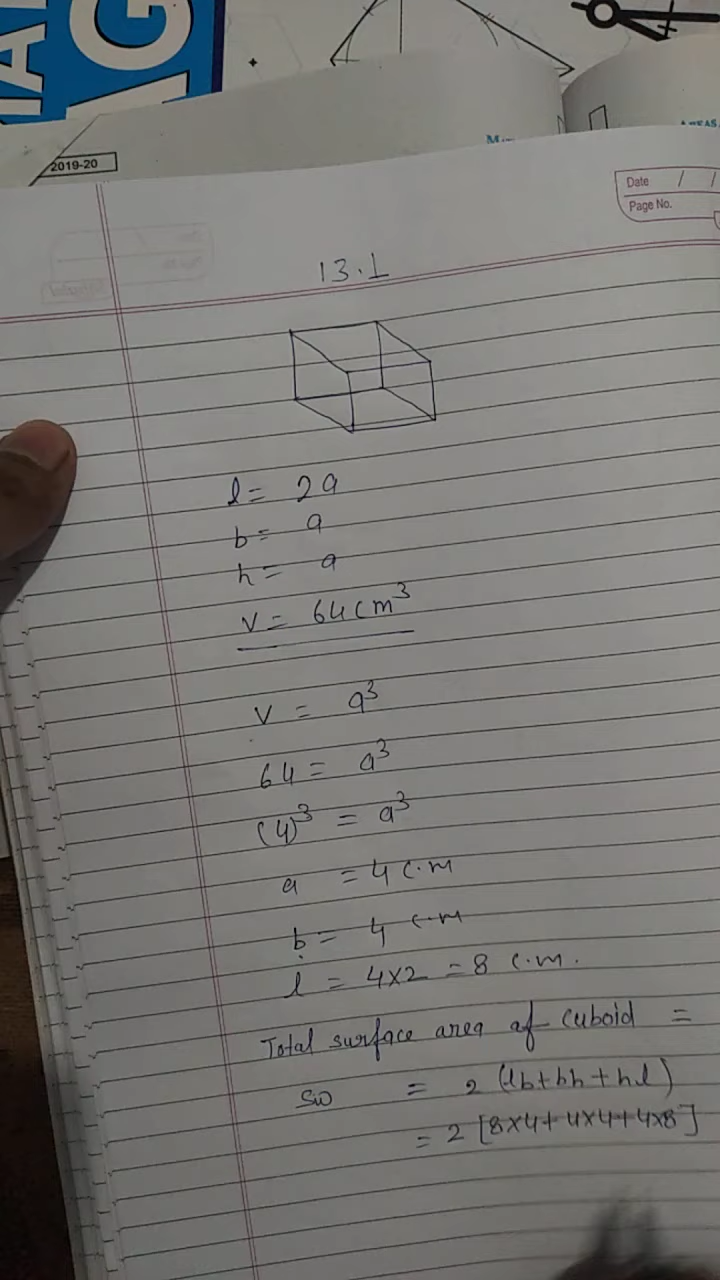 AG
2019-20
Date / /
Page No.
13.1
l = 2a
b = a
h = a
V = 64 cm³
V = a³
64 = a³
(4)³ = a³
a = 4 c.m
b = 4 c.m
l = 4×2 = 8 c.m.
Total surface area of cuboid =
= 2 (lb+bh+hl)
= 2 [8×4+4×4+4×8]